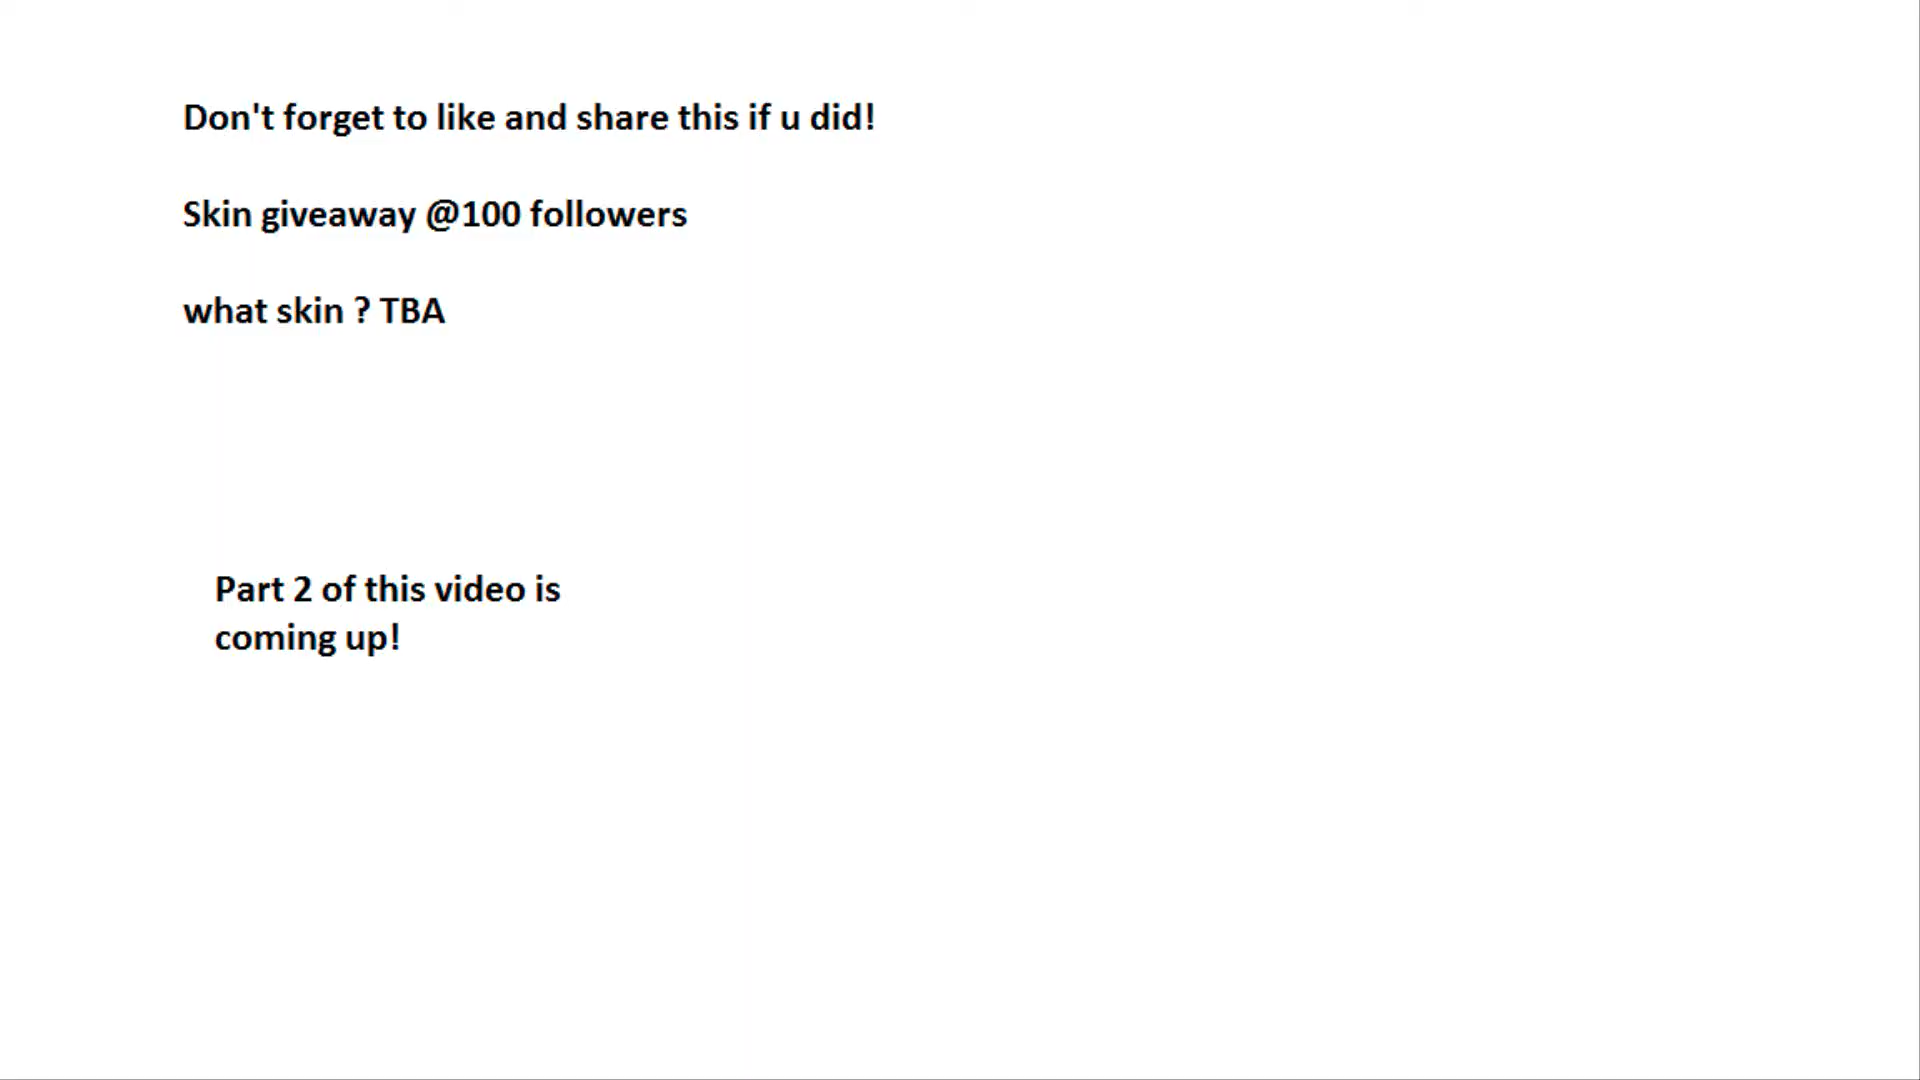 Don't forget to like and share this if u did!
Skin giveaway @100 followers
what skin ? TBA
Part 2 of this video is
coming up!